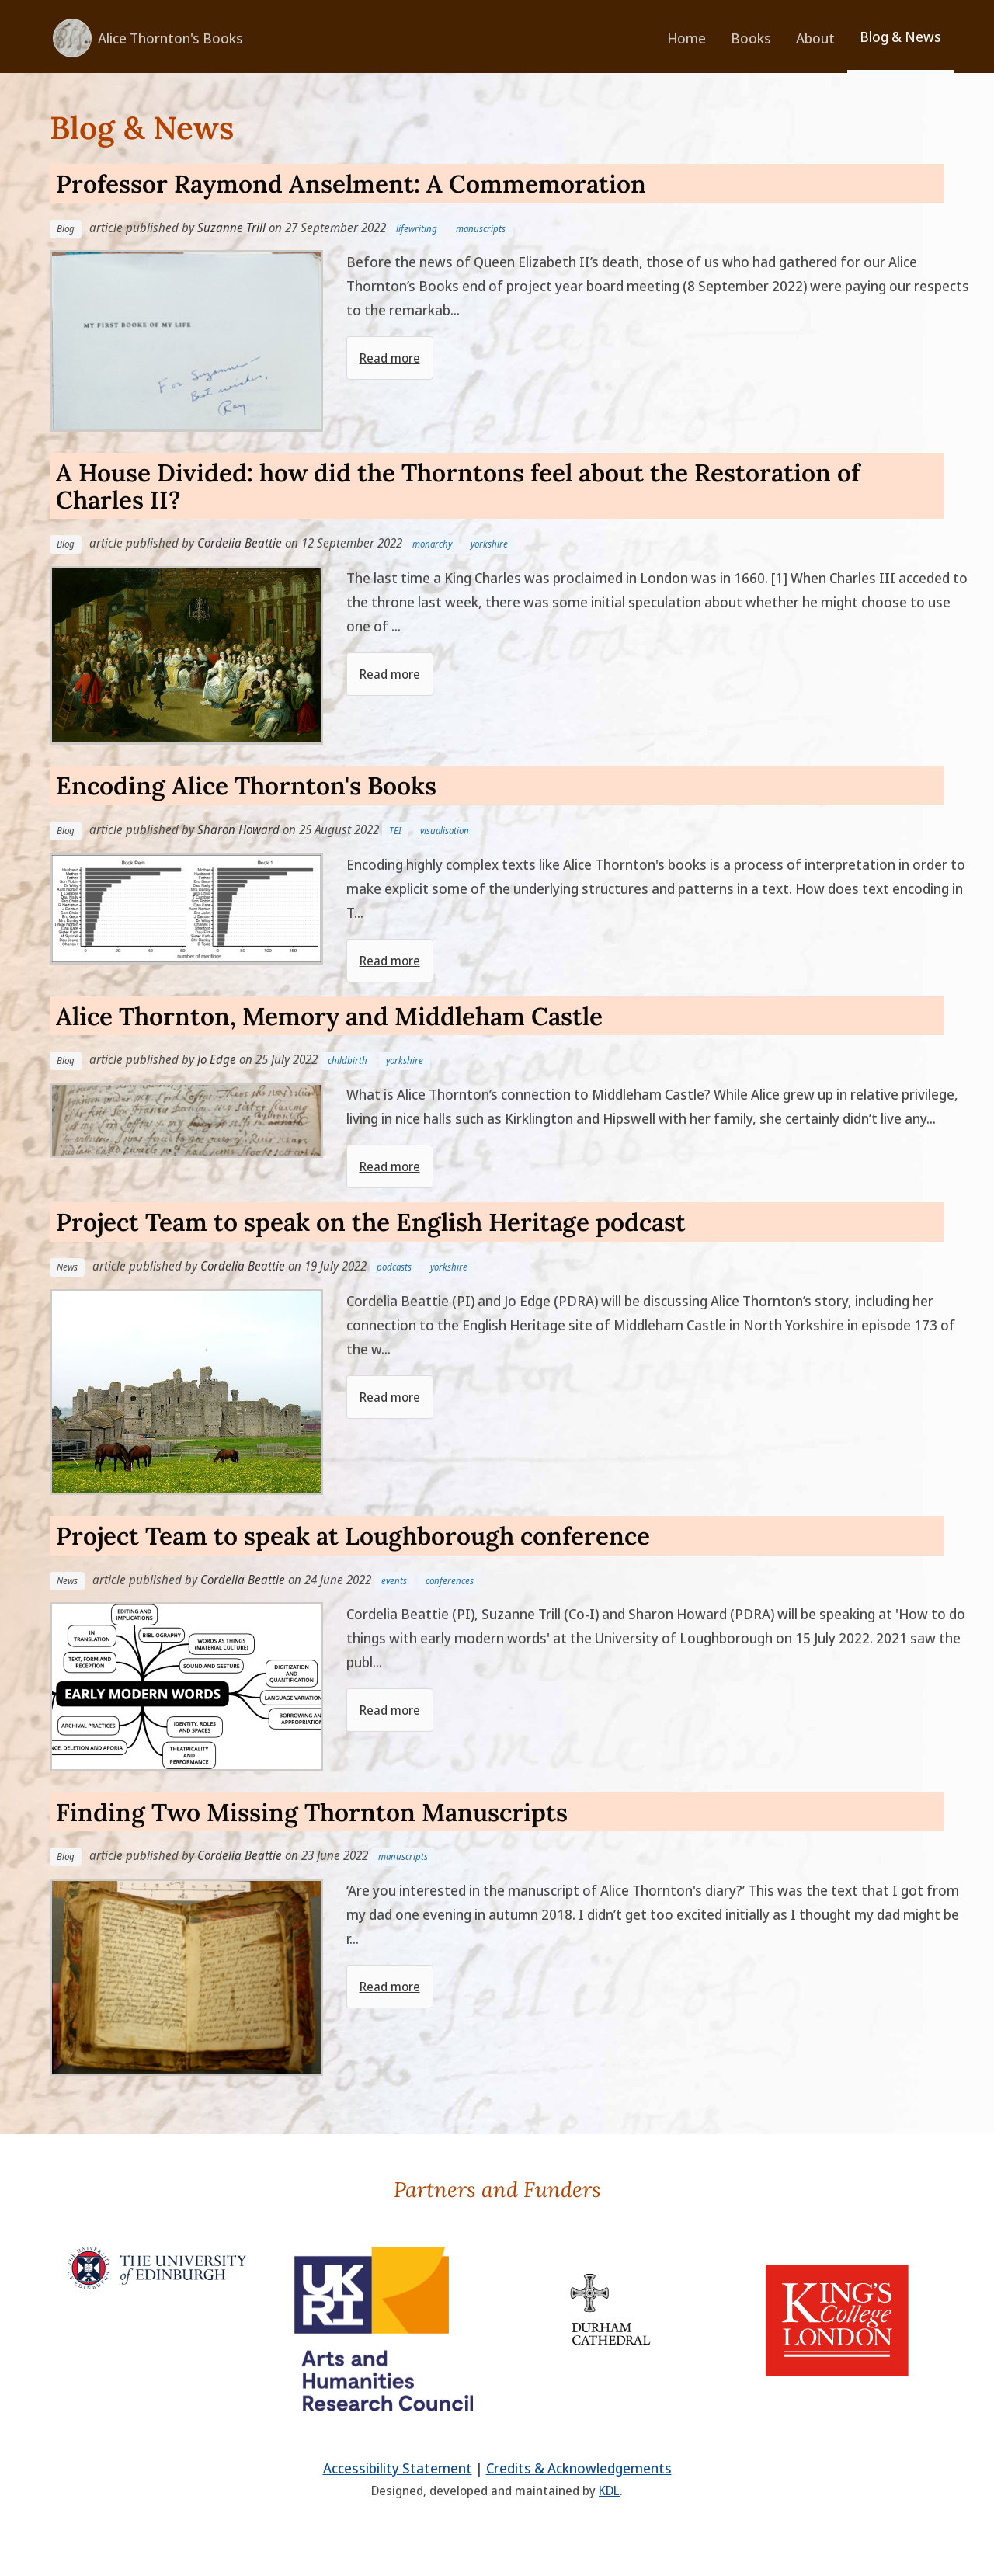 Alice Thornton's Books
Home
Books
About
Blog & News
Blog & News
Professor Raymond Anselment: A Commemoration
Blog article published by Suzanne Trill on 27 September 2022 lifewriting manuscripts
MY FIRST BOOKE OF MY LIFE
For Suzanne –
Best wishes,
Ray
Before the news of Queen Elizabeth II’s death, those of us who had gathered for our Alice
Thornton’s Books end of project year board meeting (8 September 2022) were paying our respects
to the remarkab...
Read more
A House Divided: how did the Thorntons feel about the Restoration of
Charles II?
Blog article published by Cordelia Beattie on 12 September 2022 monarchy yorkshire
The last time a King Charles was proclaimed in London was in 1660. [1] When Charles III acceded to
the throne last week, there was some initial speculation about whether he might choose to use
one of ...
Read more
Encoding Alice Thornton's Books
Blog article published by Sharon Howard on 25 August 2022 TEI visualisation
Book Rem
Book 1
number of mentions
Encoding highly complex texts like Alice Thornton's books is a process of interpretation in order to
make explicit some of the underlying structures and patterns in a text. How does text encoding in
T...
Read more
Alice Thornton, Memory and Middleham Castle
Blog article published by Jo Edge on 25 July 2022 childbirth yorkshire
What is Alice Thornton’s connection to Middleham Castle? While Alice grew up in relative privilege,
living in nice halls such as Kirklington and Hipswell with her family, she certainly didn’t live any...
Read more
Project Team to speak on the English Heritage podcast
News article published by Cordelia Beattie on 19 July 2022 podcasts yorkshire
Cordelia Beattie (PI) and Jo Edge (PDRA) will be discussing Alice Thornton’s story, including her
connection to the English Heritage site of Middleham Castle in North Yorkshire in episode 173 of
the w...
Read more
Project Team to speak at Loughborough conference
News article published by Cordelia Beattie on 24 June 2022 events conferences
EDITING AND
IMPLICATIONS
IN
TRANSLATION
BIBLIOGRAPHY
WORDS AS THINGS
(MATERIAL CULTURE)
TEXT, FORM AND
RECEPTION
SOUND AND GESTURE
DIGITIZATION
AND
QUANTIFICATION
EARLY MODERN WORDS
LANGUAGE VARIATION
BORROWING AN
APPROPRIATION
ARCHIVAL PRACTICES
IDENTITY, ROLES
AND SPACES
NCE, DELETION AND APORIA
THEATRICALITY
AND
PERFORMANCE
Cordelia Beattie (PI), Suzanne Trill (Co-I) and Sharon Howard (PDRA) will be speaking at 'How to do
things with early modern words' at the University of Loughborough on 15 July 2022. 2021 saw the
publ...
Read more
Finding Two Missing Thornton Manuscripts
Blog article published by Cordelia Beattie on 23 June 2022 manuscripts
‘Are you interested in the manuscript of Alice Thornton's diary?’ This was the text that I got from
my dad one evening in autumn 2018. I didn’t get too excited initially as I thought my dad might be
r...
Read more
Partners and Funders
THE UNIVERSITY
of EDINBURGH
UK
RI
Arts and
Humanities
Research Council
DURHAM
CATHEDRAL
KING'S
College
LONDON
Accessibility Statement | Credits & Acknowledgements
Designed, developed and maintained by KDL.